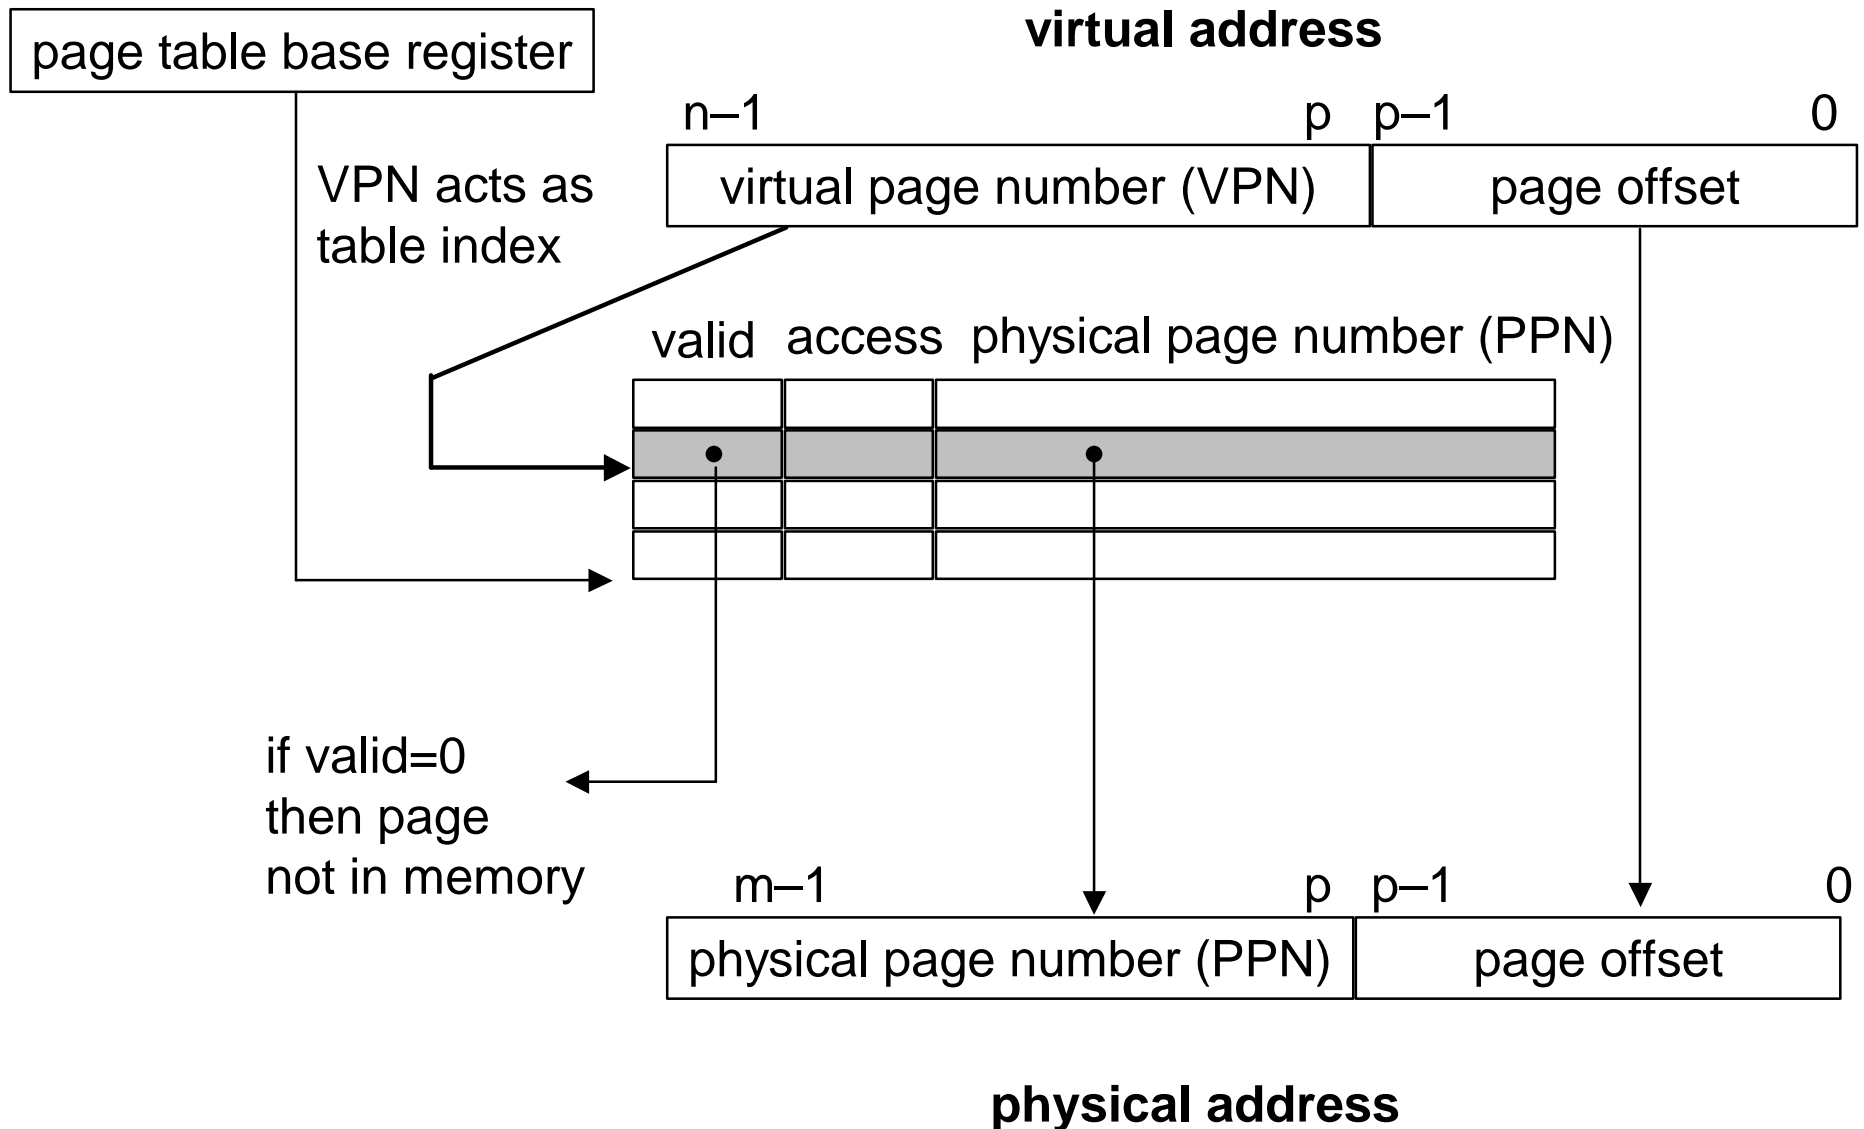 page table base register
virtual address
n–1 p p–1 0
virtual page number (VPN) page offset
VPN acts as
table index
valid access physical page number (PPN)
if valid=0
then page
not in memory
m–1 p p–1 0
physical page number (PPN) page offset
physical address